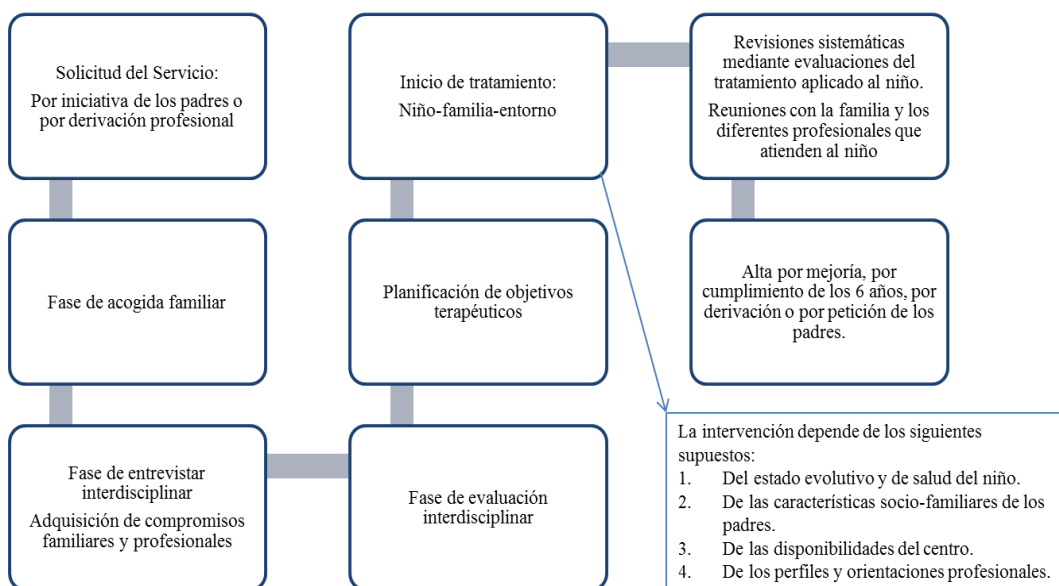 Solicitud del Servicio:
Por iniciativa de los padres o
por derivación profesional
Fase de acogida familiar
Fase de entrevistar
interdisciplinar
Adquisición de compromisos
familiares y profesionales
Fase de evaluación
interdisciplinar
Planificación de objetivos
terapéuticos
Inicio de tratamiento:
Niño-familia-entorno
Revisiones sistemáticas
mediante evaluaciones del
tratamiento aplicado al niño.
Reuniones con la familia y los
diferentes profesionales que
atienden al niño
Alta por mejoría, por
cumplimiento de los 6 años, por
derivación o por petición de los
padres.
La intervención depende de los siguientes
supuestos:
1. Del estado evolutivo y de salud del niño.
2. De las características socio-familiares de los
padres.
3. De las disponibilidades del centro.
4. De los perfiles y orientaciones profesionales.